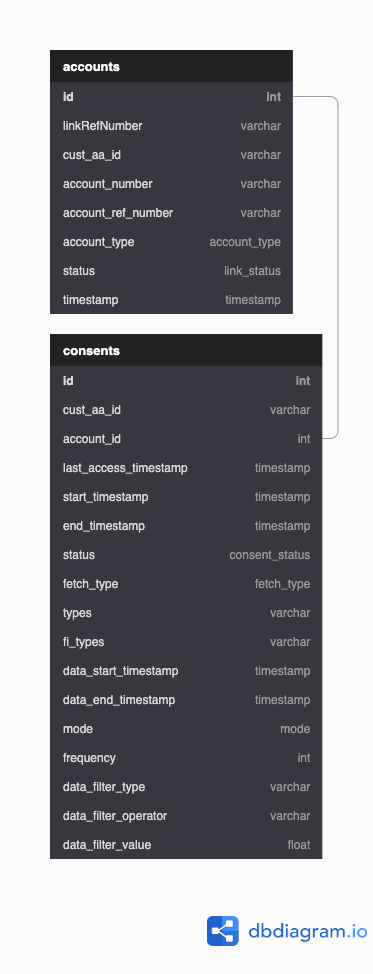 accounts
id int
linkRefNumber varchar
cust_aa_id varchar
account_number varchar
account_ref_number varchar
account_type account_type
status link_status
timestamp timestamp
consents
id int
cust_aa_id varchar
account_id int
last_access_timestamp timestamp
start_timestamp timestamp
end_timestamp timestamp
status consent_status
fetch_type fetch_type
types varchar
fi_types varchar
data_start_timestamp timestamp
data_end_timestamp timestamp
mode mode
frequency int
data_filter_type varchar
data_filter_operator varchar
data_filter_value float
dbdiagram.io